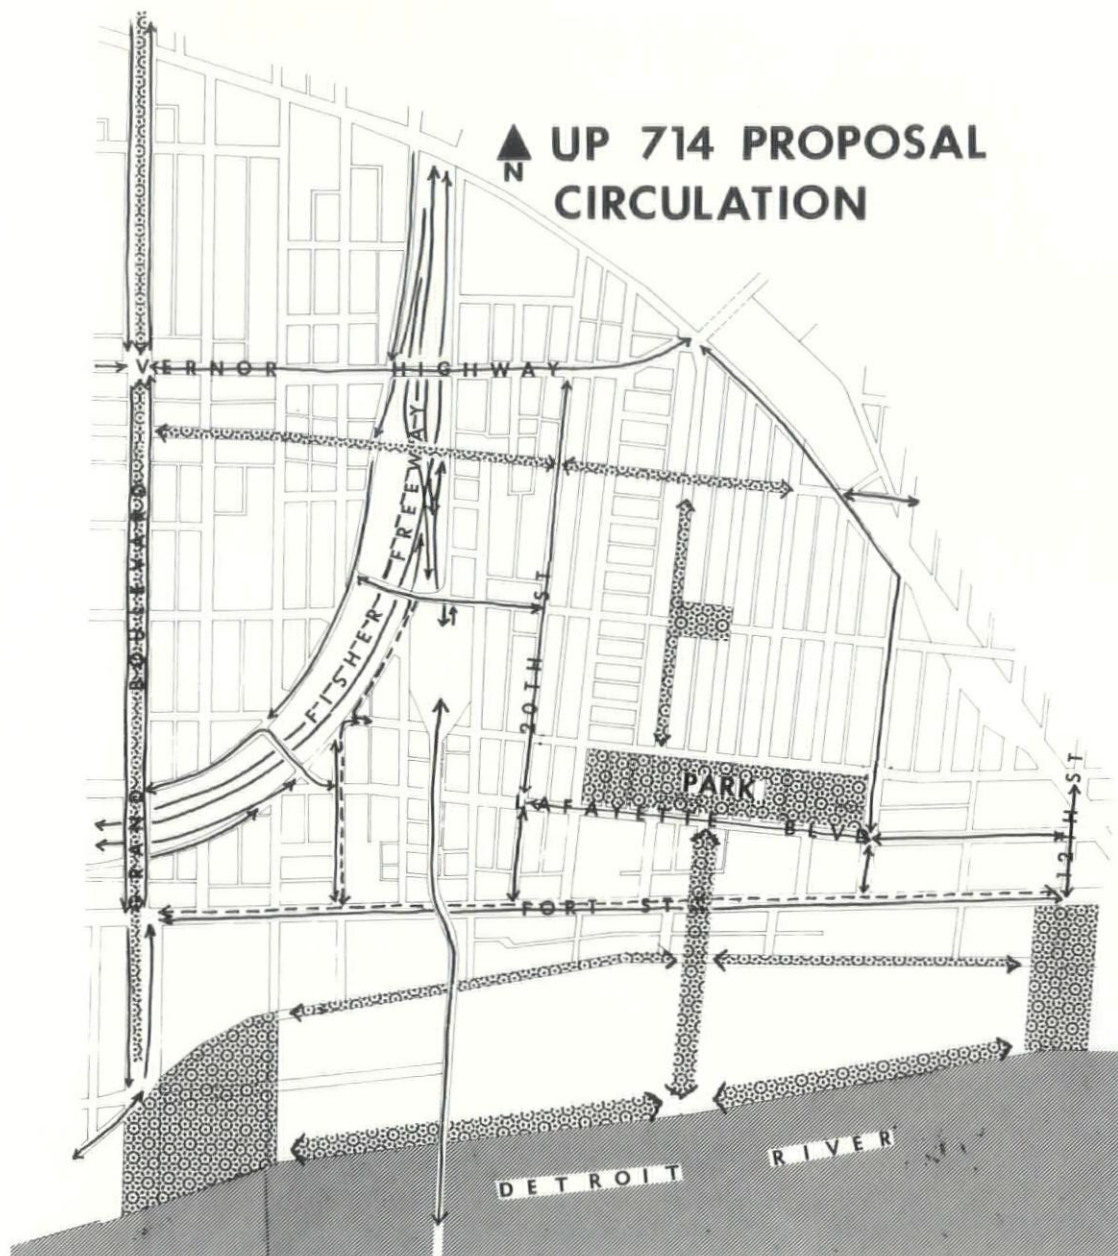 UP 714 PROPOSAL
N
CIRCULATION
VERNOR HIGHWAY
GRAND BOULEVARD
FISHER FREEWAY
20TH ST
PARK
LAFAYETTE BLVD
12TH ST
FORT ST
DETROIT RIVER